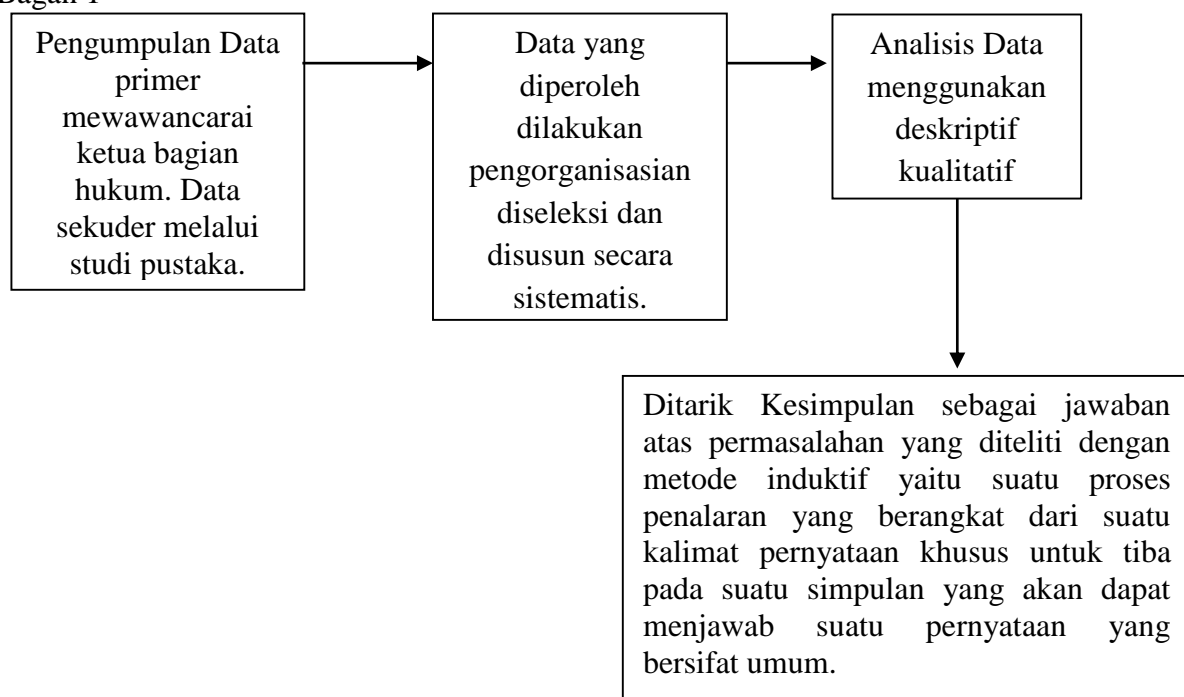 Bagan 1
Pengumpulan Data
primer
mewawancarai
ketua bagian
hukum. Data
sekuder melalui
studi pustaka.
Data yang
diperoleh
dilakukan
pengorganisasian
diseleksi dan
disusun secara
sistematis.
Analisis Data
menggunakan
deskriptif
kualitatif
Ditarik Kesimpulan sebagai jawaban
atas permasalahan yang diteliti dengan
metode induktif yaitu suatu proses
penalaran yang berangkat dari suatu
kalimat pernyataan khusus untuk tiba
pada suatu simpulan yang akan dapat
menjawab suatu pernyataan yang
bersifat umum.